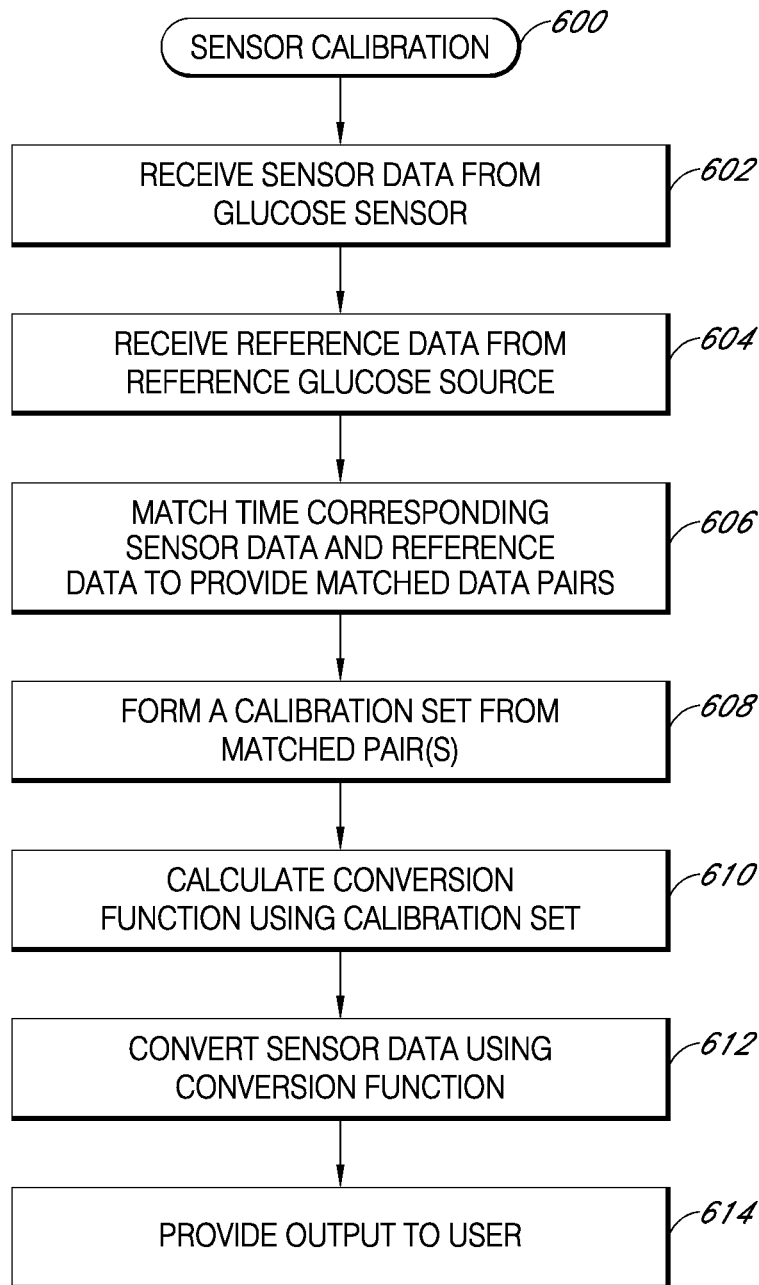 SENSOR CALIBRATION
600
RECEIVE SENSOR DATA FROM
GLUCOSE SENSOR
602
RECEIVE REFERENCE DATA FROM
REFERENCE GLUCOSE SOURCE
604
MATCH TIME CORRESPONDING
SENSOR DATA AND REFERENCE
DATA TO PROVIDE MATCHED DATA PAIRS
606
FORM A CALIBRATION SET FROM
MATCHED PAIR(S)
608
CALCULATE CONVERSION
FUNCTION USING CALIBRATION SET
610
CONVERT SENSOR DATA USING
CONVERSION FUNCTION
612
PROVIDE OUTPUT TO USER
614